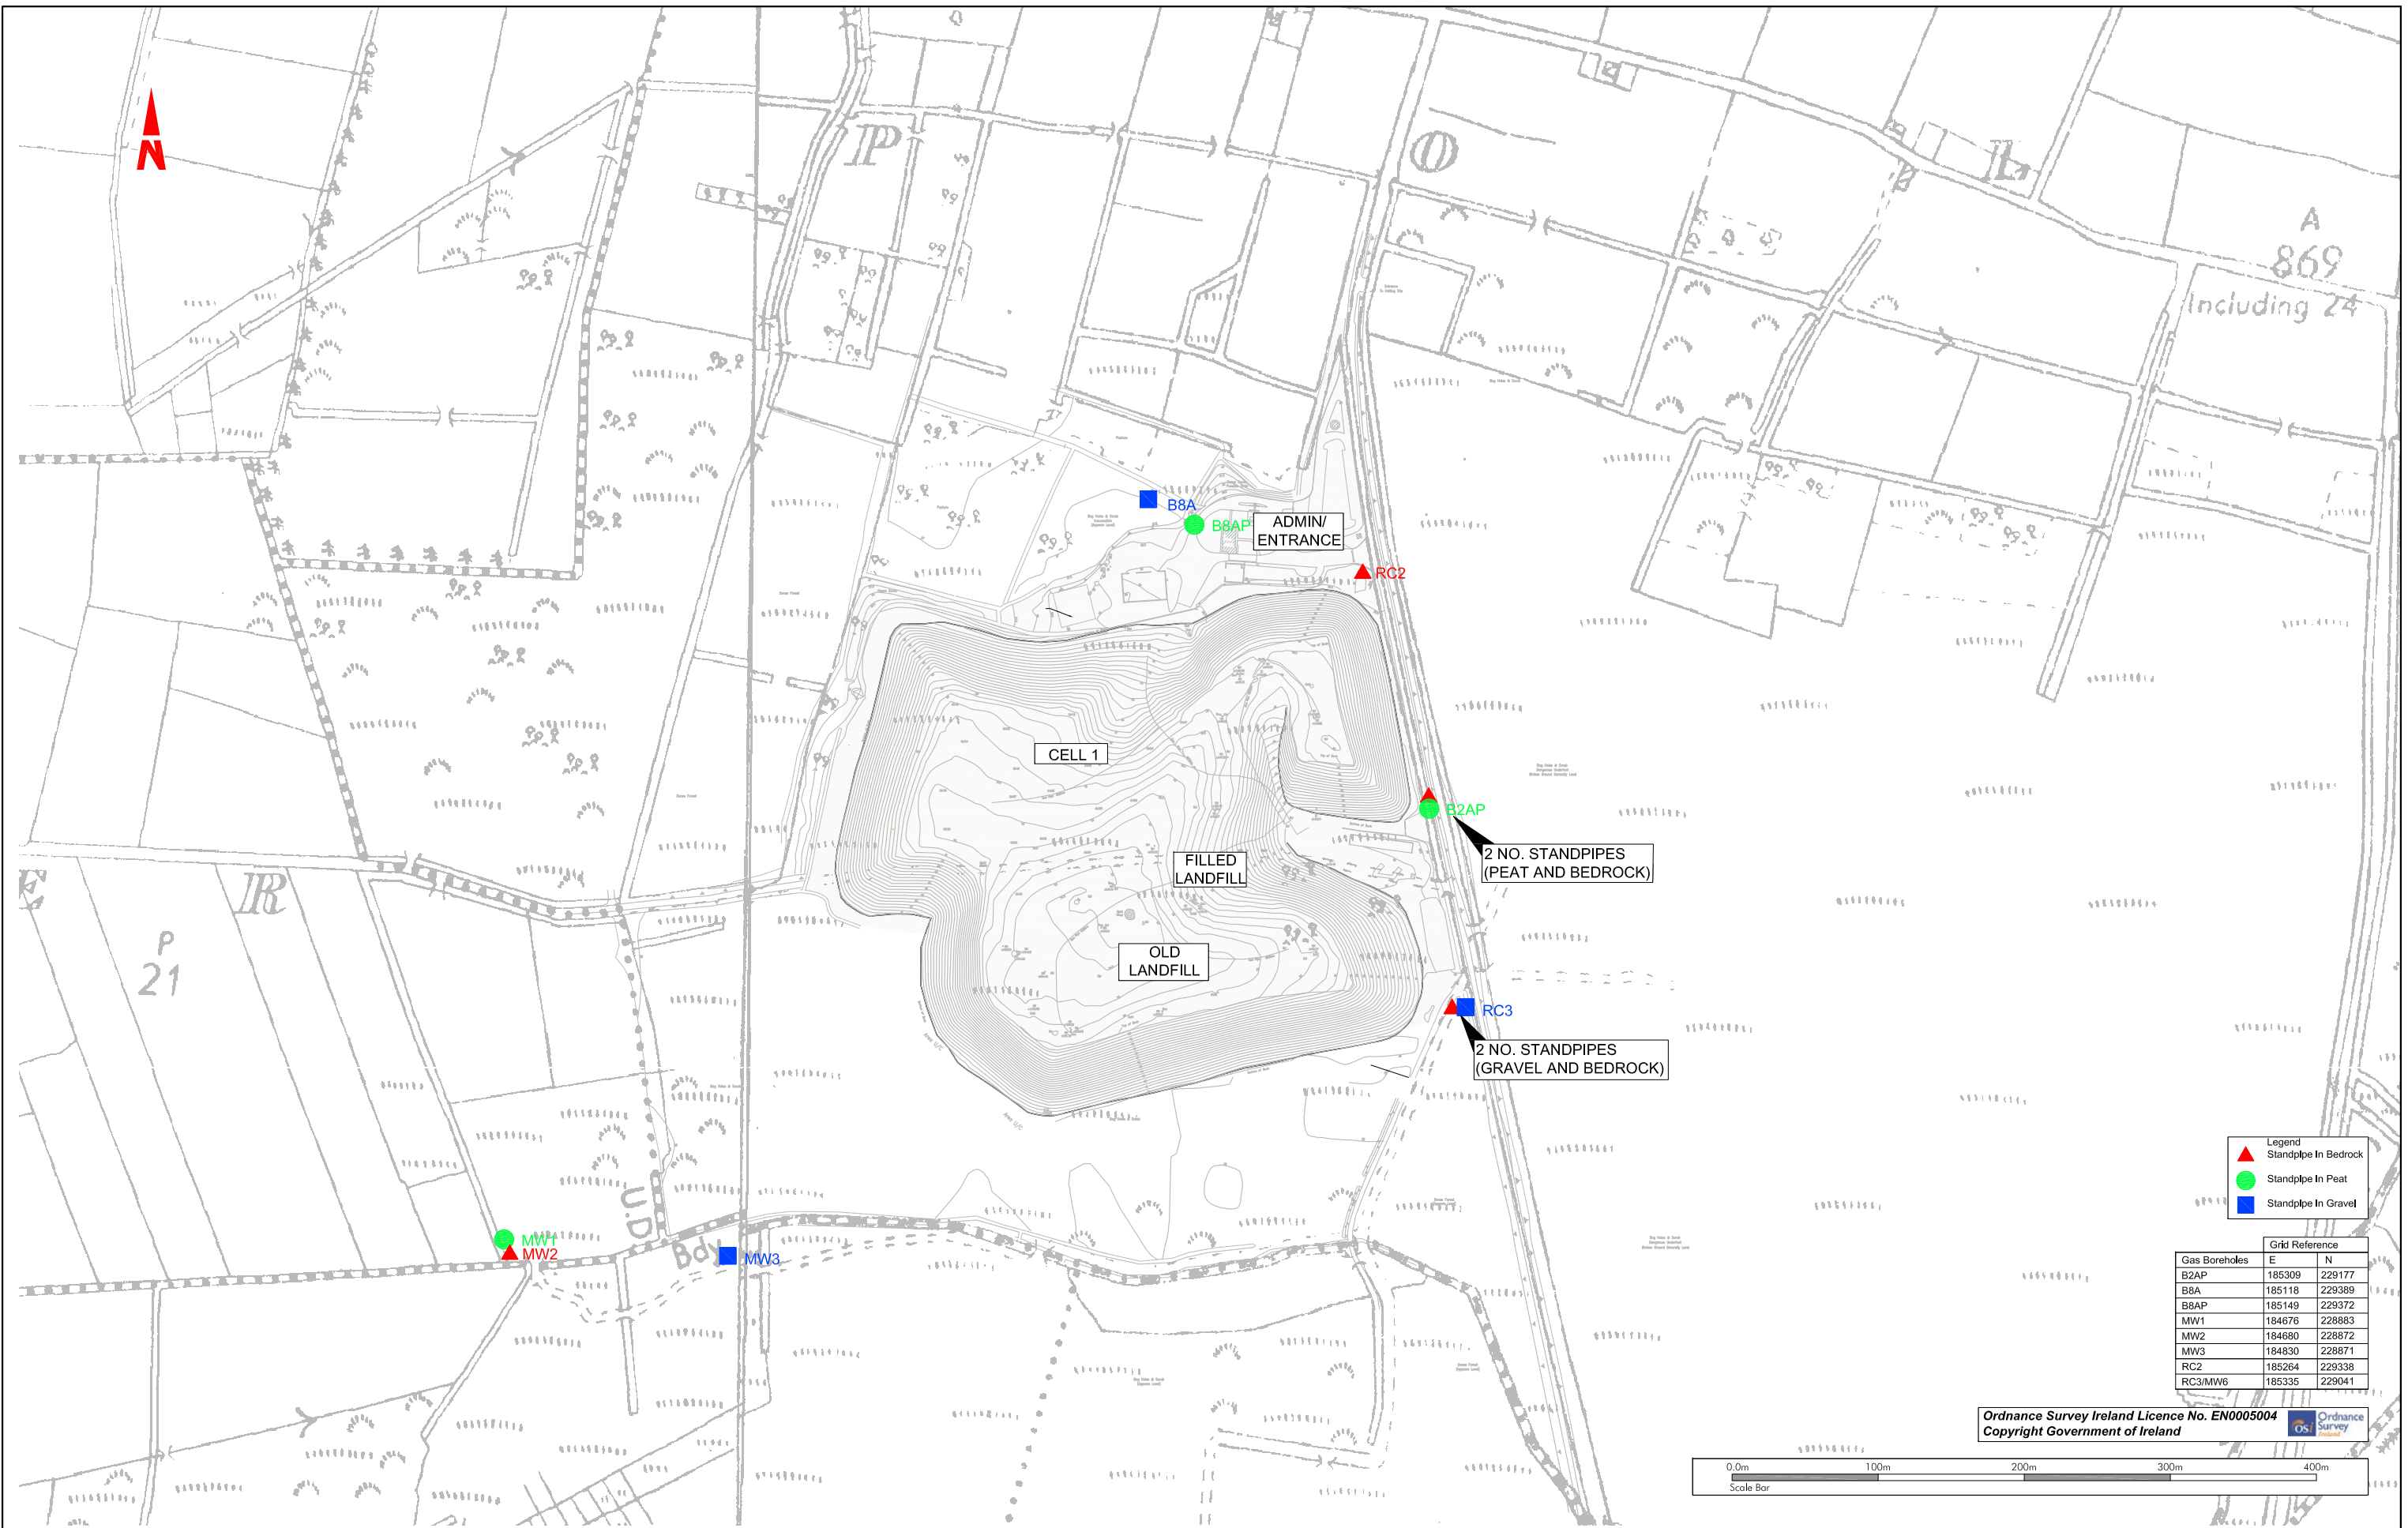 N
P
O
L
A
869
Including 24
B8A
B8AP
ADMIN/
ENTRANCE
RC2
CELL 1
B2AP
2 NO. STANDPIPES
(PEAT AND BEDROCK)
FILLED
LANDFILL
E
R
P
21
OLD
LANDFILL
RC3
2 NO. STANDPIPES
(GRAVEL AND BEDROCK)
U.D.
Bdy
MW1
MW2
MW3
Legend
Standpipe In Bedrock
Standpipe In Peat
Standpipe In Gravel
Grid Reference
Gas Boreholes E N
B2AP 185309 229177
B8A 185118 229389
B8AP 185149 229372
MW1 184676 228883
MW2 184680 228872
MW3 184830 228871
RC2 185264 229338
RC3/MW6 185335 229041
Ordnance Survey Ireland Licence No. EN0005004
Copyright Government of Ireland
osi Ordnance
Survey
Ireland
0.0m 100m 200m 300m 400m
Scale Bar